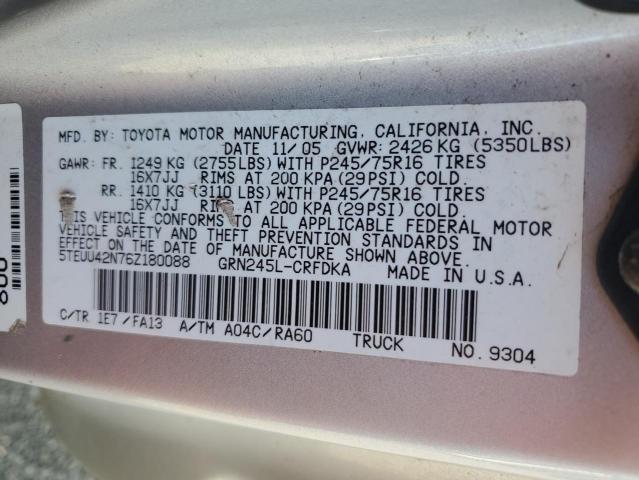 MFD. BY: TOYOTA MOTOR MANUFACTURING, CALIFORNIA, INC.
DATE 11/05 GVWR: 2426KG (5350LBS)
GAWR: FR. 1249KG (2755LBS) WITH P245/75R16 TIRES
16X7JJ RIMS AT 200 KPA (29PSI) COLD.
RR. 1410 KG (3110 LBS) WITH P245/75R16 TIRES
16X7JJ RIMS AT 200 KPA (29PSI) COLD.
THIS VEHICLE CONFORMS TO ALL APPLICABLE FEDERAL MOTOR
VEHICLE SAFETY AND THEFT PREVENTION STANDARDS IN
EFFECT ON THE DATE OF MANUFACTURE SHOWN ABOVE.
5TEUU42N76Z180088 GRN245L-CRFDKA MADE IN U.S.A.
C/TR 1E7/FA13 A/TM A04C/RA60 TRUCK NO. 9304